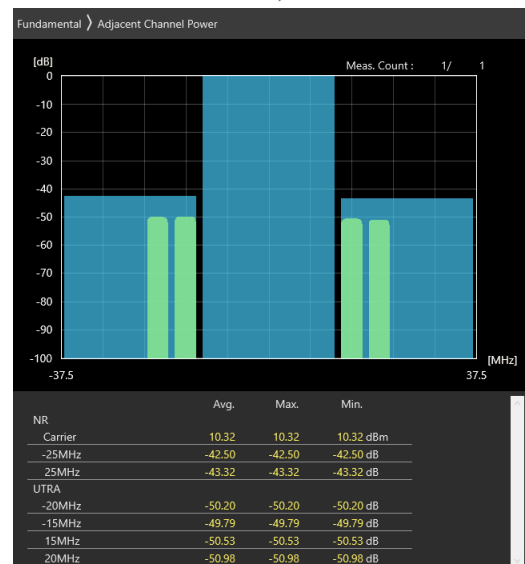 Fundamental 〉 Adjacent Channel Power
[dB] Meas. Count : 1/ 1
0
-10
-20
-30
-40
-50
-60
-70
-80
-90
-100 [MHz]
-37.5 37.5
Avg. Max. Min.
NR
Carrier 10.32 10.32 10.32 dBm
-25MHz -42.50 -42.50 -42.50 dB
25MHz -43.32 -43.32 -43.32 dB
UTRA
-20MHz -50.20 -50.20 -50.20 dB
-15MHz -49.79 -49.79 -49.79 dB
15MHz -50.53 -50.53 -50.53 dB
20MHz -50.98 -50.98 -50.98 dB